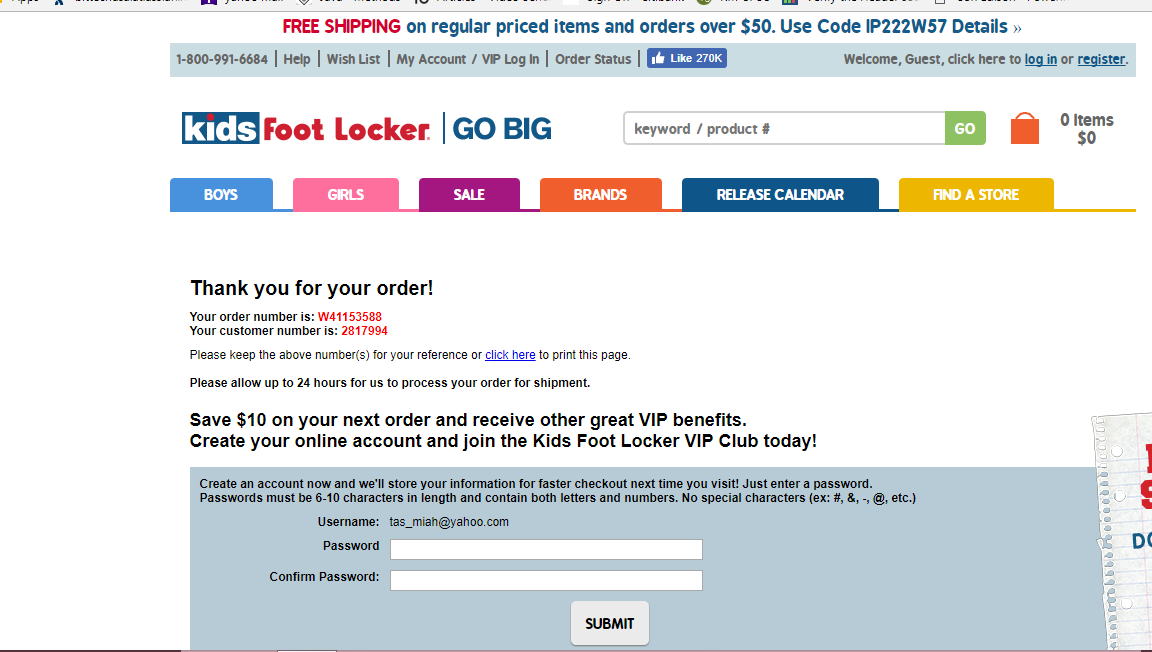 FREE SHIPPING on regular priced items and orders over $50. Use Code IP222W57 Details »
1-800-991-6684 | Help | Wish List | My Account / VIP Log In | Order Status | Like 270K
Welcome, Guest, click here to log in or register.
kids Foot Locker | GO BIG
keyword / product #
GO
0 Items
$0
BOYS
GIRLS
SALE
BRANDS
RELEASE CALENDAR
FIND A STORE
Thank you for your order!
Your order number is: W41153588
Your customer number is: 2817994
Please keep the above number(s) for your reference or click here to print this page.
Please allow up to 24 hours for us to process your order for shipment.
Save $10 on your next order and receive other great VIP benefits.
Create your online account and join the Kids Foot Locker VIP Club today!
Create an account now and we'll store your information for faster checkout next time you visit! Just enter a password.
Passwords must be 6-10 characters in length and contain both letters and numbers. No special characters (ex: #, &, -, @, etc.)
Username: tas_miah@yahoo.com
Password
Confirm Password:
SUBMIT